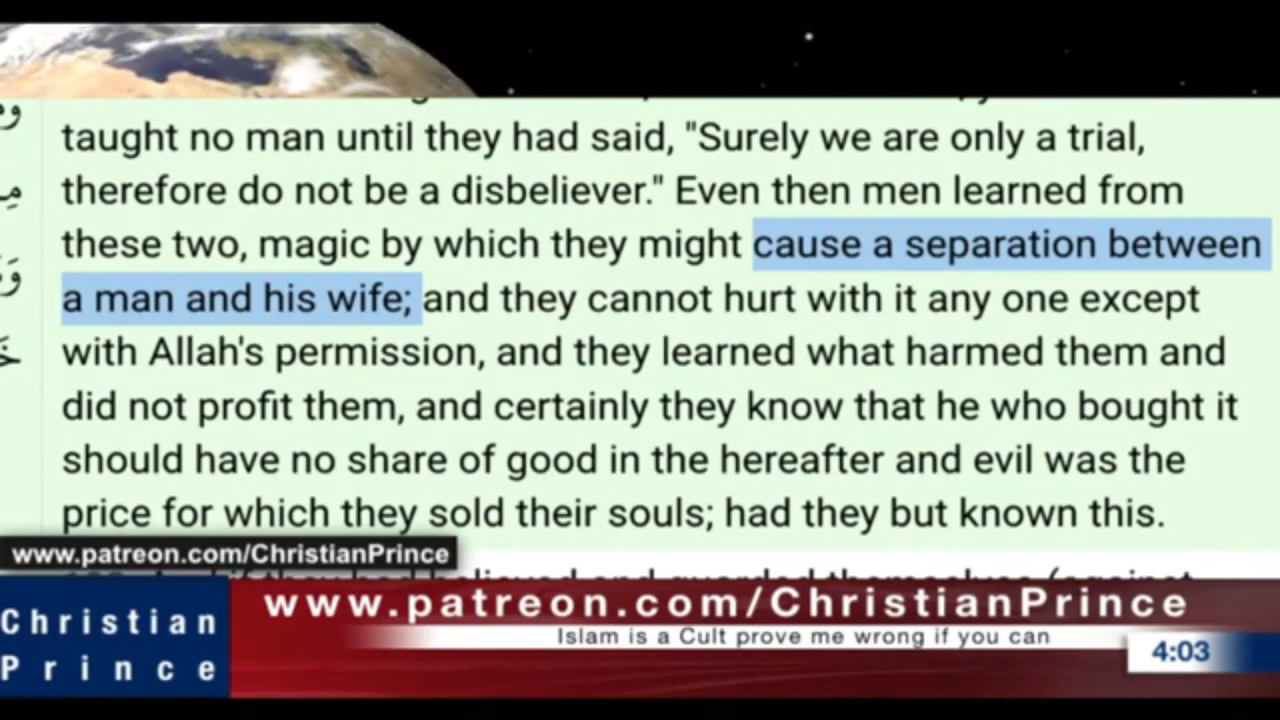 taught no man until they had said, "Surely we are only a trial,
therefore do not be a disbeliever." Even then men learned from
these two, magic by which they might cause a separation between
a man and his wife; and they cannot hurt with it any one except
with Allah's permission, and they learned what harmed them and
did not profit them, and certainly they know that he who bought it
should have no share of good in the hereafter and evil was the
price for which they sold their souls; had they but known this.
www.patreon.com/ChristianPrince
believed and guarded themselves (against
www.patreon.com/ChristianPrince
Islam is a Cult prove me wrong if you can
Christian
Prince
4:03